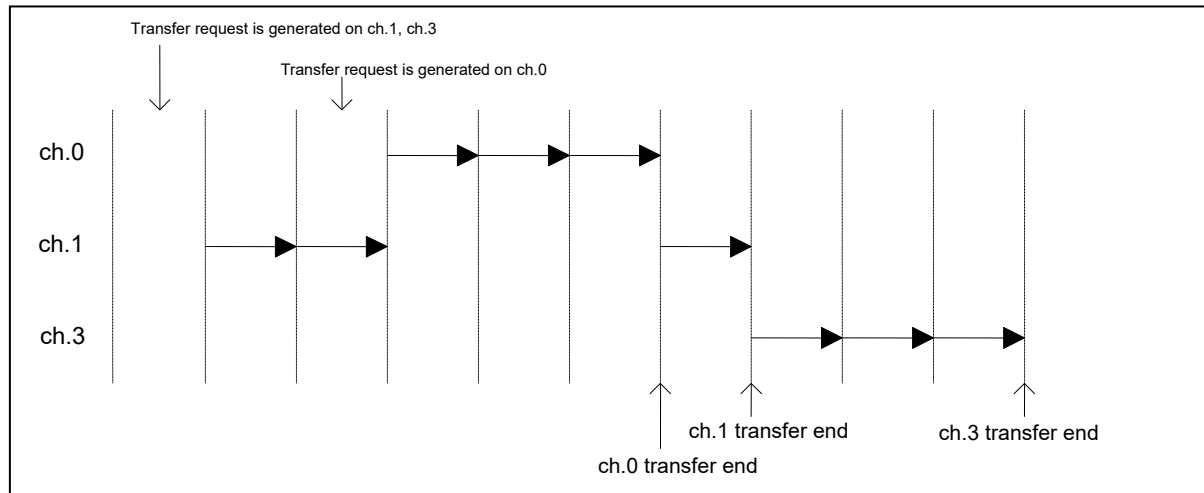 Transfer request is generated on ch.1, ch.3
Transfer request is generated on ch.0
ch.0
ch.1
ch.3
ch.1 transfer end
ch.3 transfer end
ch.0 transfer end